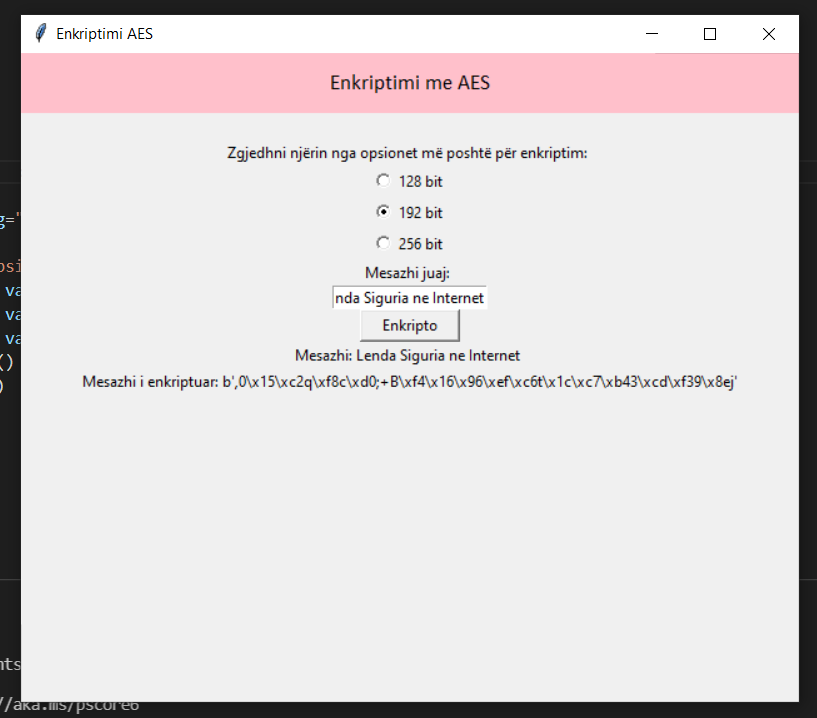 Enkriptimi AES
Enkriptimi me AES
Zgjedhni njërin nga opsionet më poshtë për enkriptim:
128 bit
192 bit
256 bit
Mesazhi juaj:
nda Siguria ne Internet
Enkripto
Mesazhi: Lenda Siguria ne Internet
Mesazhi i enkriptuar: b',0\x15\xc2q\xf8c\xd0;+B\xf4\x16\x96\xef\xc6t\x1c\xc7\xb43\xcd\xf39\x8ej'
g="
osi
va
va
va
()
)
nts
//aka.ms/pscore6